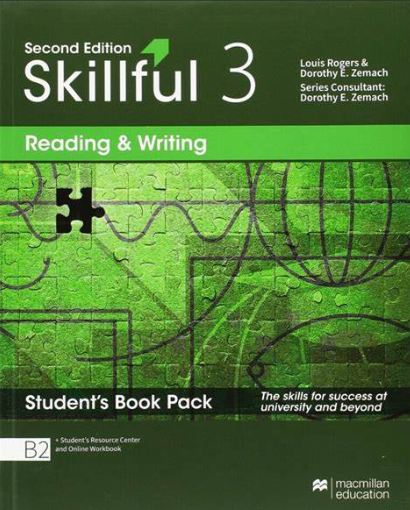 Second Edition
Skillful 3
Louis Rogers &
Dorothy E. Zemach
Series Consultant:
Dorothy E. Zemach
Reading & Writing
Student's Book Pack
The skills for success at
university and beyond
B2
+ Student's Resource Center
and Online Workbook
macmillan
education